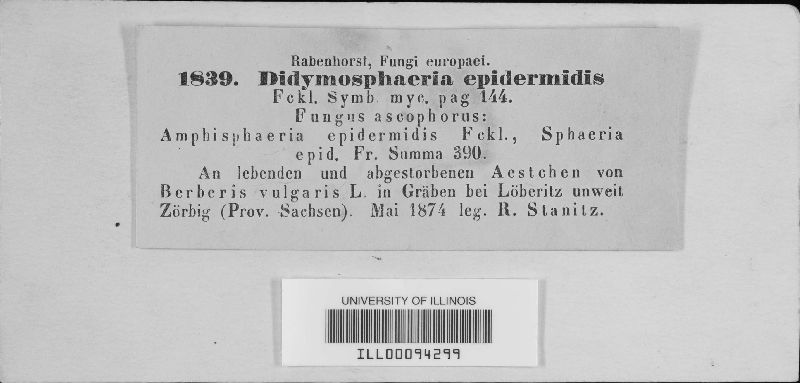 Rabenhorst, Fungi europaei.
1839. Didymosphaeria epidermidis
Fckl. Symb. myc. pag 144.
Fungus ascophorus:
Amphisphaeria epidermidis Fckl., Sphaeria
epid. Fr. Summa 390.
An lebenden und abgestorbenen Aestchen von
Berberis vulgaris L. in Gräben bei Löberitz unweit
Zörbig (Prov. Sachsen). Mai 1874 leg. R. Stanitz.
UNIVERSITY OF ILLINOIS
ILL00094299